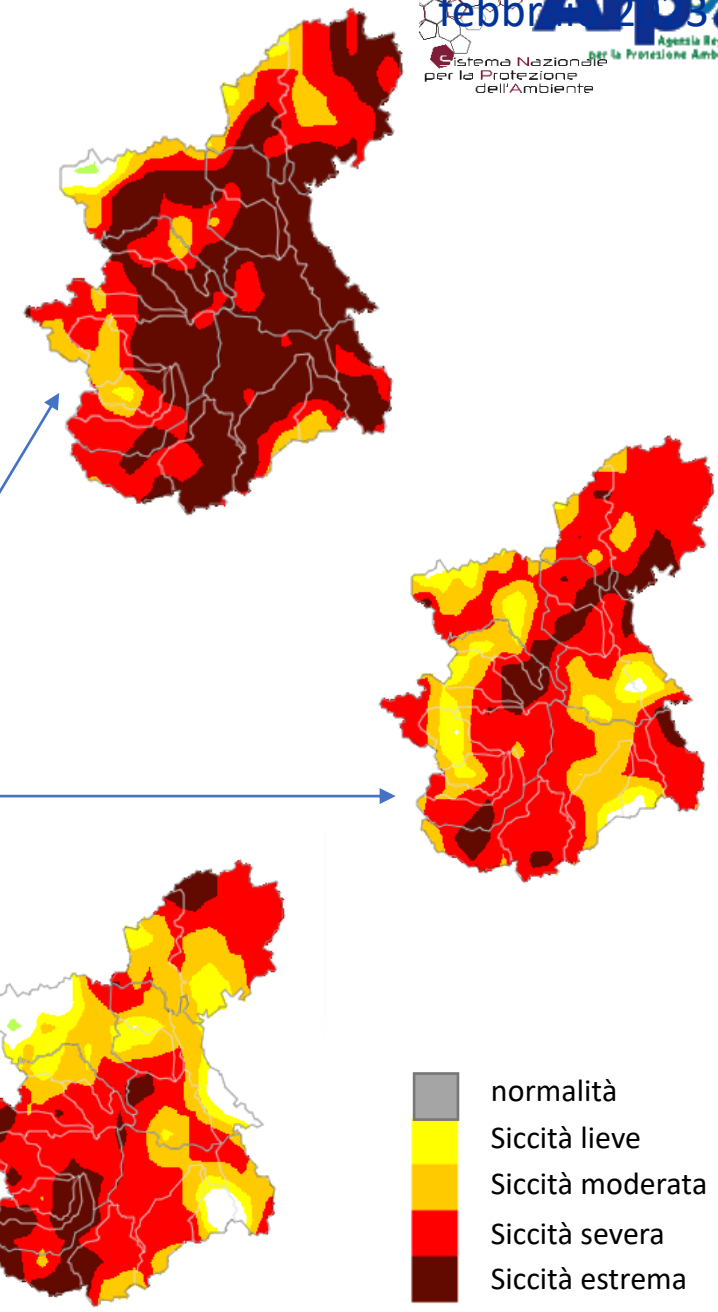 Sistema Nazionale
per la Protezione
dell'Ambiente
normalità
Siccità lieve
Siccità moderata
Siccità severa
Siccità estrema